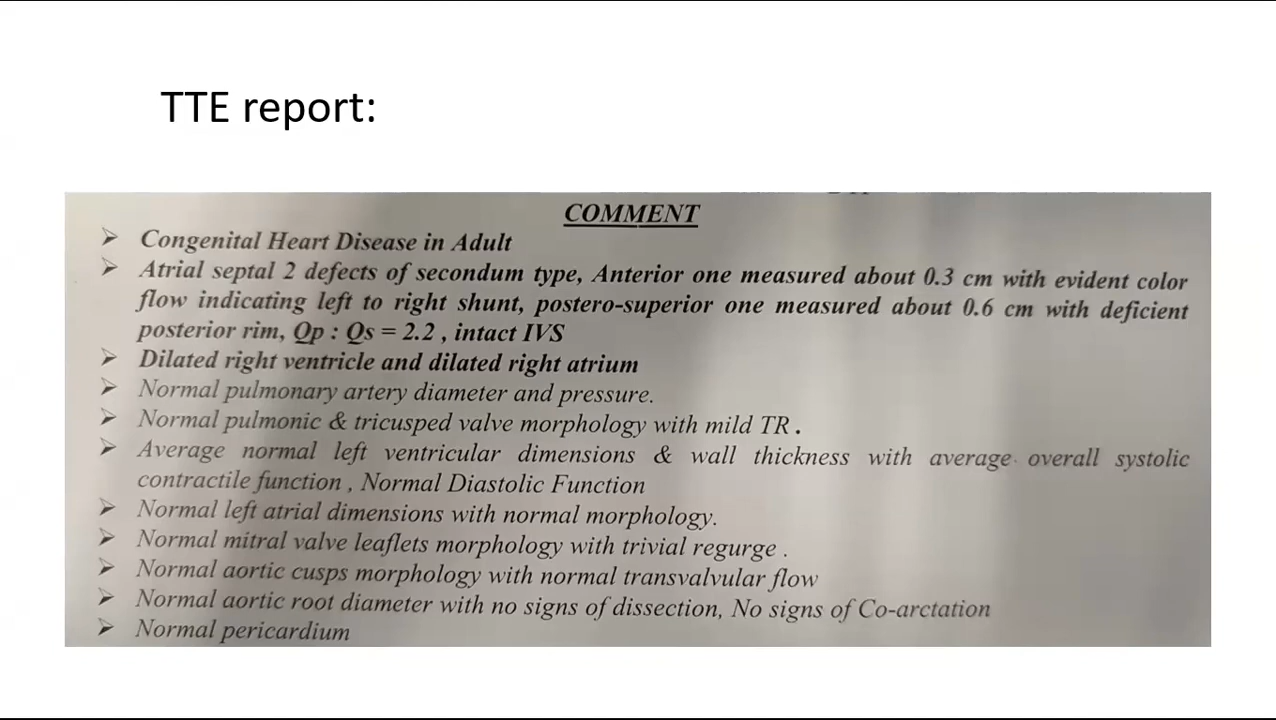 TTE report:
COMMENT
➢ Congenital Heart Disease in Adult
➢ Atrial septal 2 defects of secondum type, Anterior one measured about 0.3 cm with evident color
flow indicating left to right shunt, postero-superior one measured about 0.6 cm with deficient
posterior rim, Qp : Qs = 2.2 , intact IVS
➢ Dilated right ventricle and dilated right atrium
➢ Normal pulmonary artery diameter and pressure.
➢ Normal pulmonic & tricusped valve morphology with mild TR .
➢ Average normal left ventricular dimensions & wall thickness with average overall systolic
contractile function , Normal Diastolic Function
➢ Normal left atrial dimensions with normal morphology.
➢ Normal mitral valve leaflets morphology with trivial regurge .
➢ Normal aortic cusps morphology with normal transvalvular flow
➢ Normal aortic root diameter with no signs of dissection, No signs of Co-arctation
➢ Normal pericardium